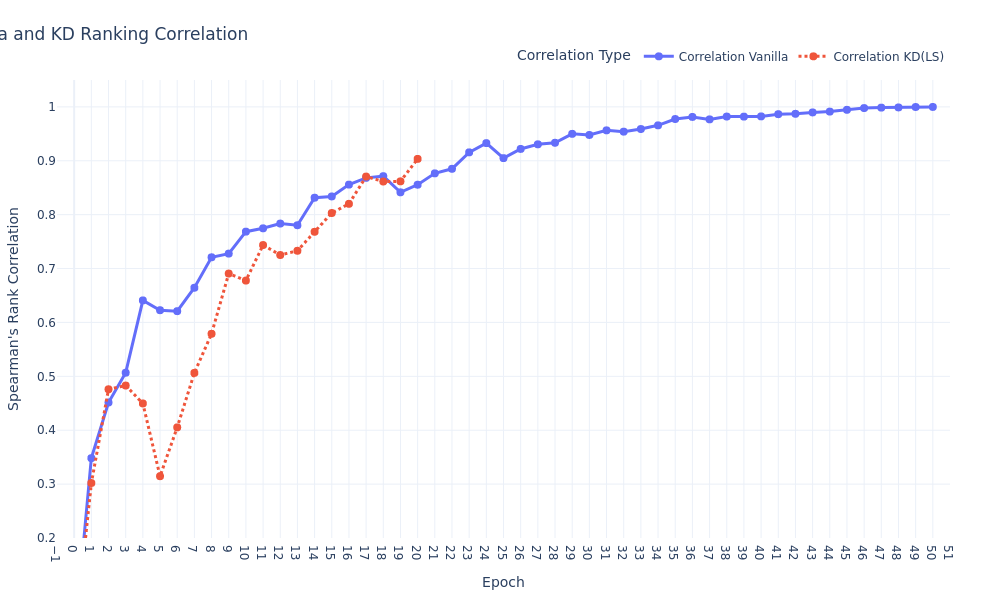 a and KD Ranking Correlation
Correlation Type
Correlation Vanilla
Correlation KD(LS)
Spearman's Rank Correlation
1
0.9
0.8
0.7
0.6
0.5
0.4
0.3
0.2
−1 0 1 2 3 4 5 6 7 8 9 10 11 12 13 14 15 16 17 18 19 20 21 22 23 24 25 26 27 28 29 30 31 32 33 34 35 36 37 38 39 40 41 42 43 44 45 46 47 48 49 50 51
Epoch